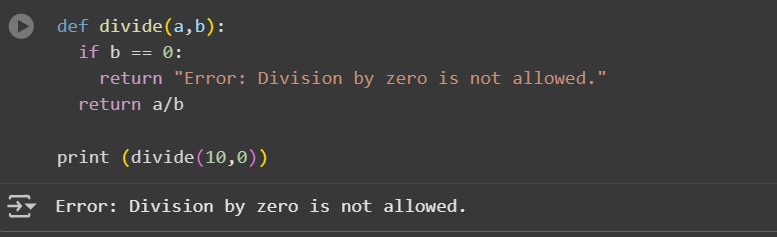 def divide(a,b):
  if b == 0:
    return "Error: Division by zero is not allowed."
  return a/b

print (divide(10,0))
Error: Division by zero is not allowed.